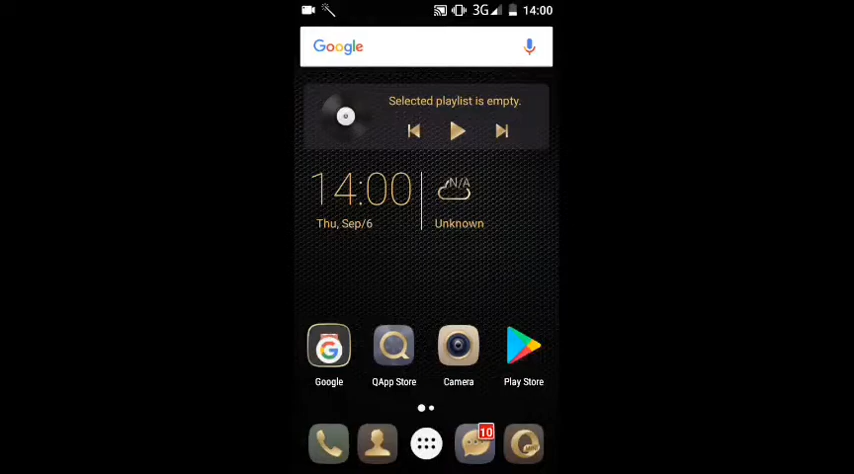 3G 14:00
Google
Selected playlist is empty.
14:00
N/A
Thu, Sep/6
Unknown
G
Google
QApp Store
Camera
Play Store
10